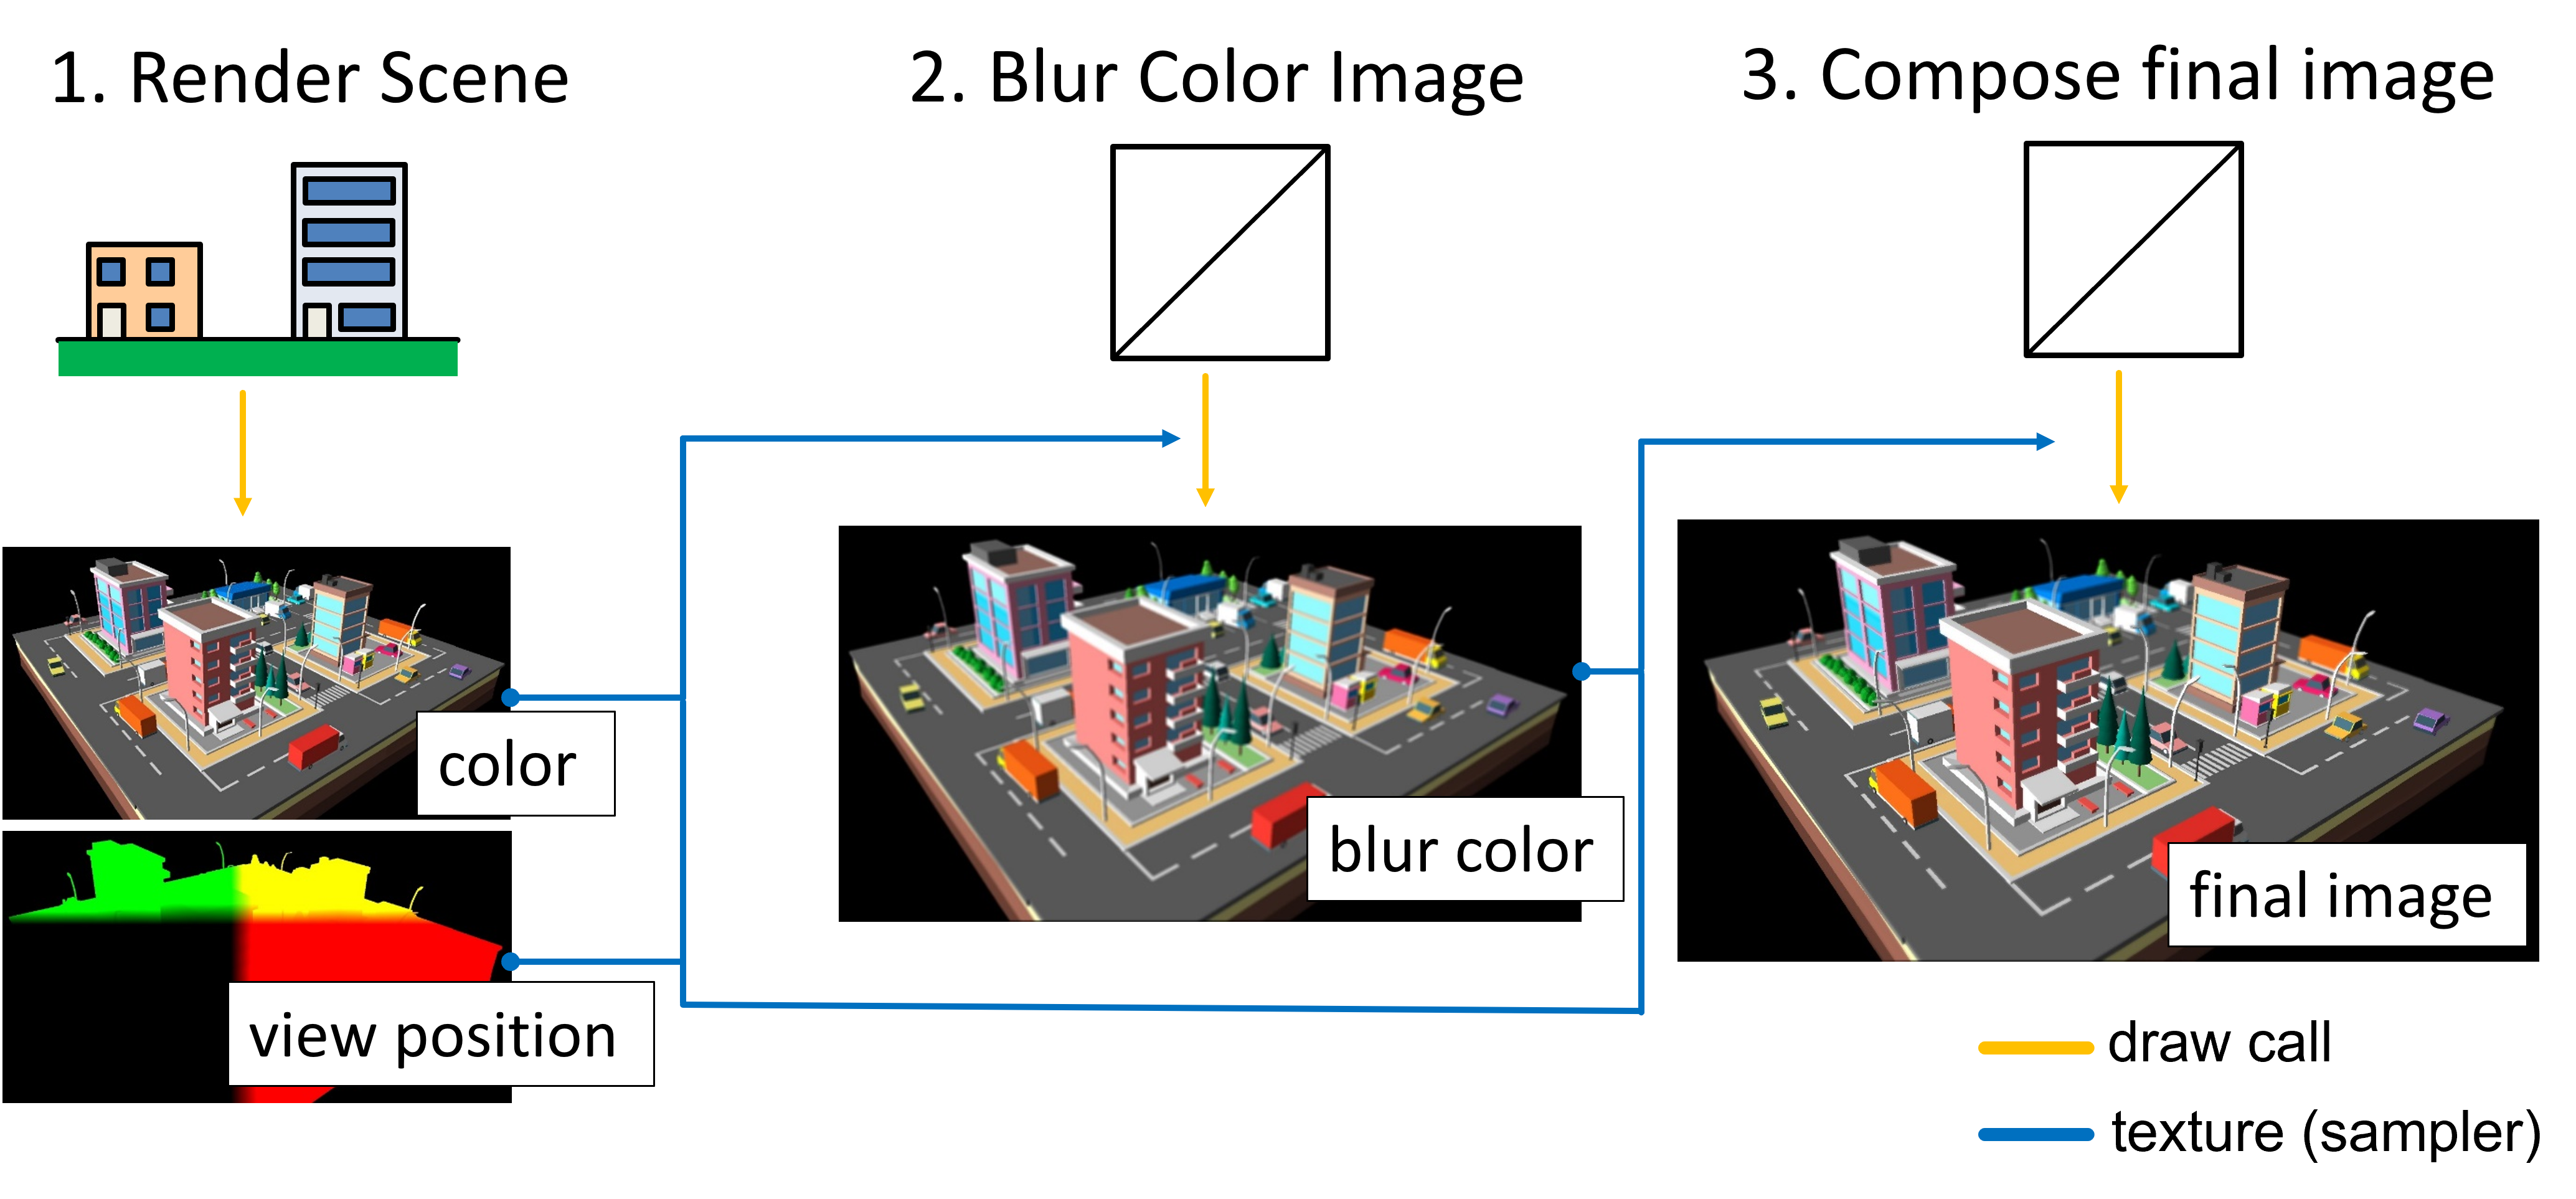 1. Render Scene
2. Blur Color Image
3. Compose final image
color
view position
blur color
final image
draw call
texture (sampler)